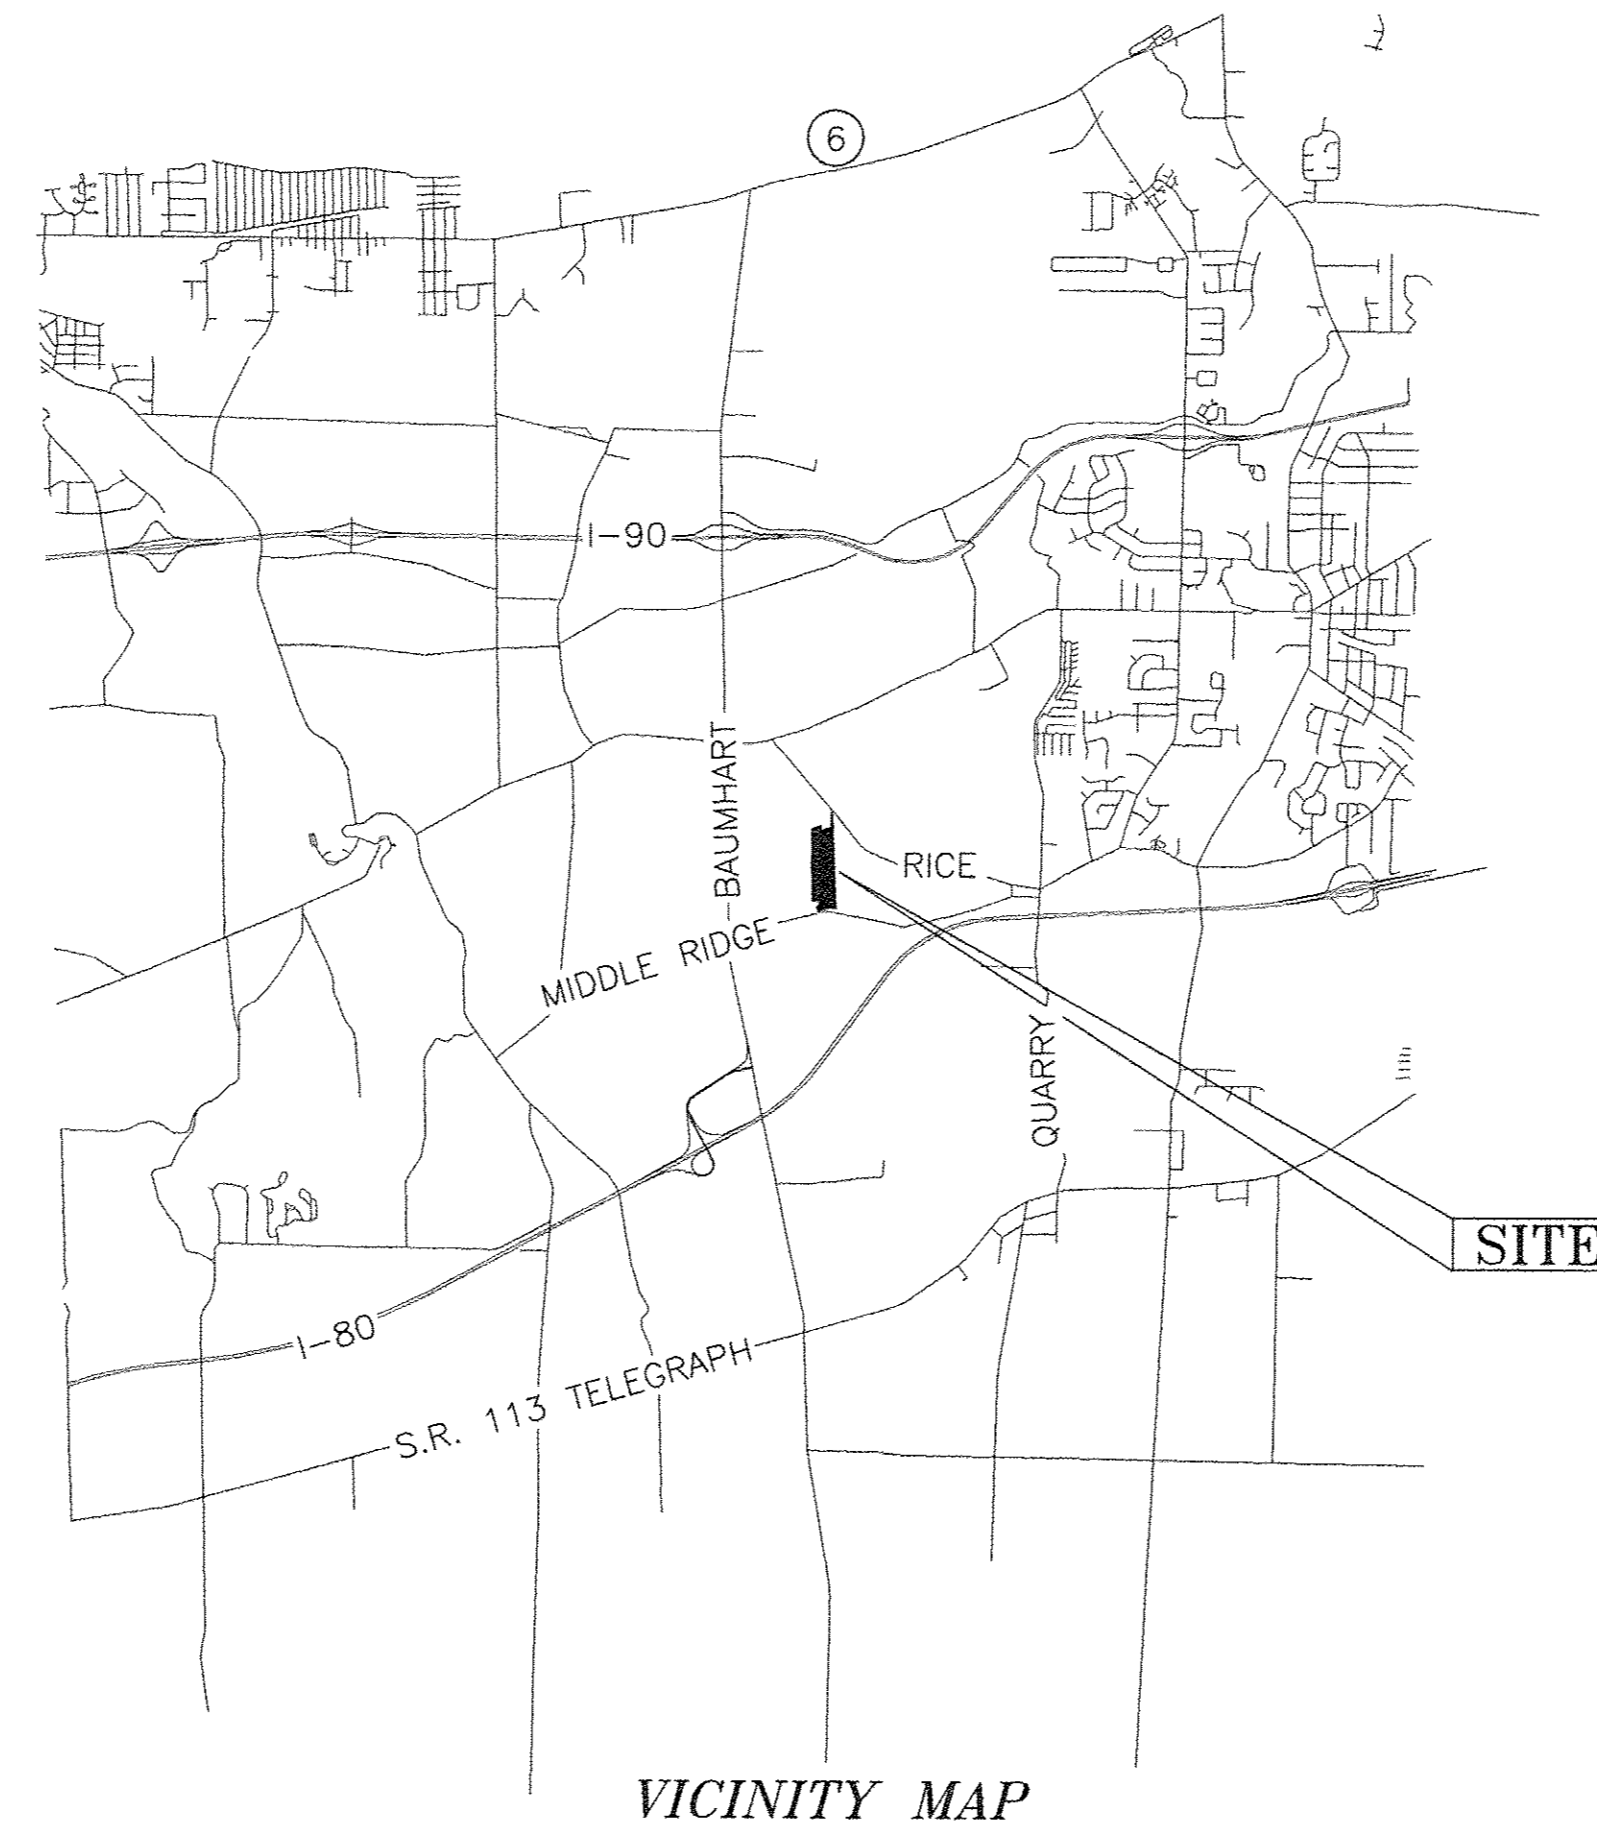 6
I-90
BAUMHART
RICE
MIDDLE RIDGE
QUARRY
SITE
I-80
S.R. 113 TELEGRAPH
VICINITY MAP